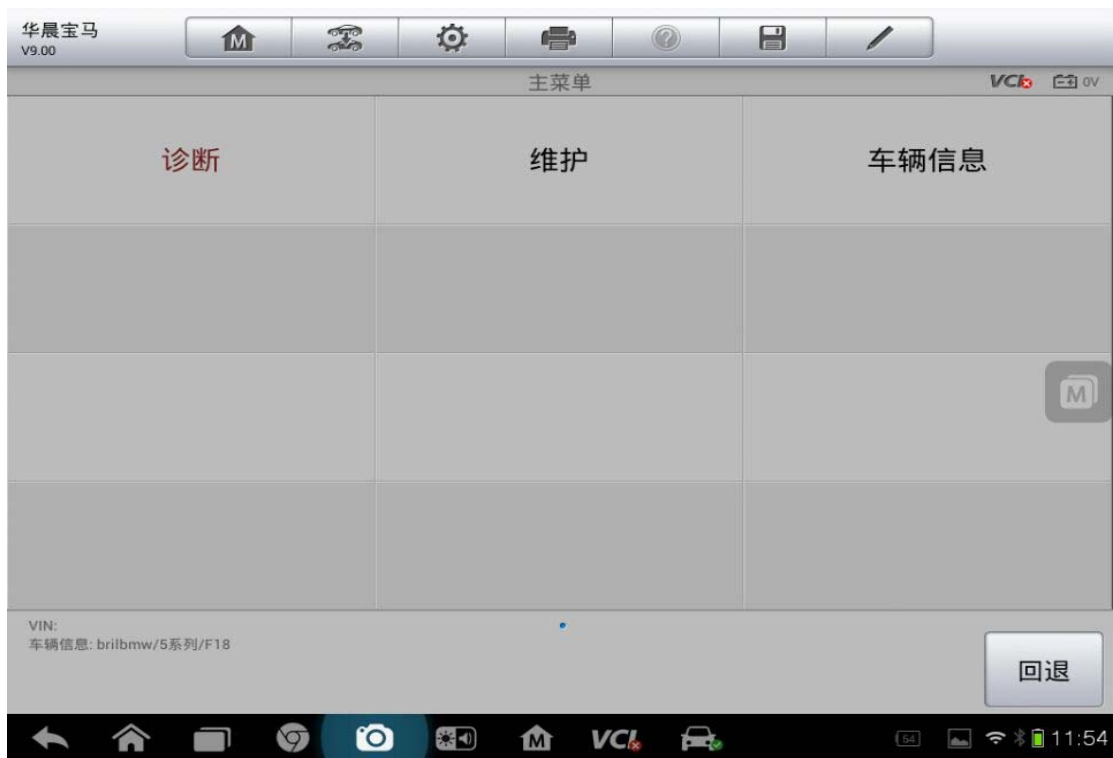 华晨宝马
V9.00
M
主菜单
VCI
0V
诊断
维护
车辆信息
M
VIN:
车辆信息: brilbmw/5系列/F18
回退
M
VCI
54
11:54